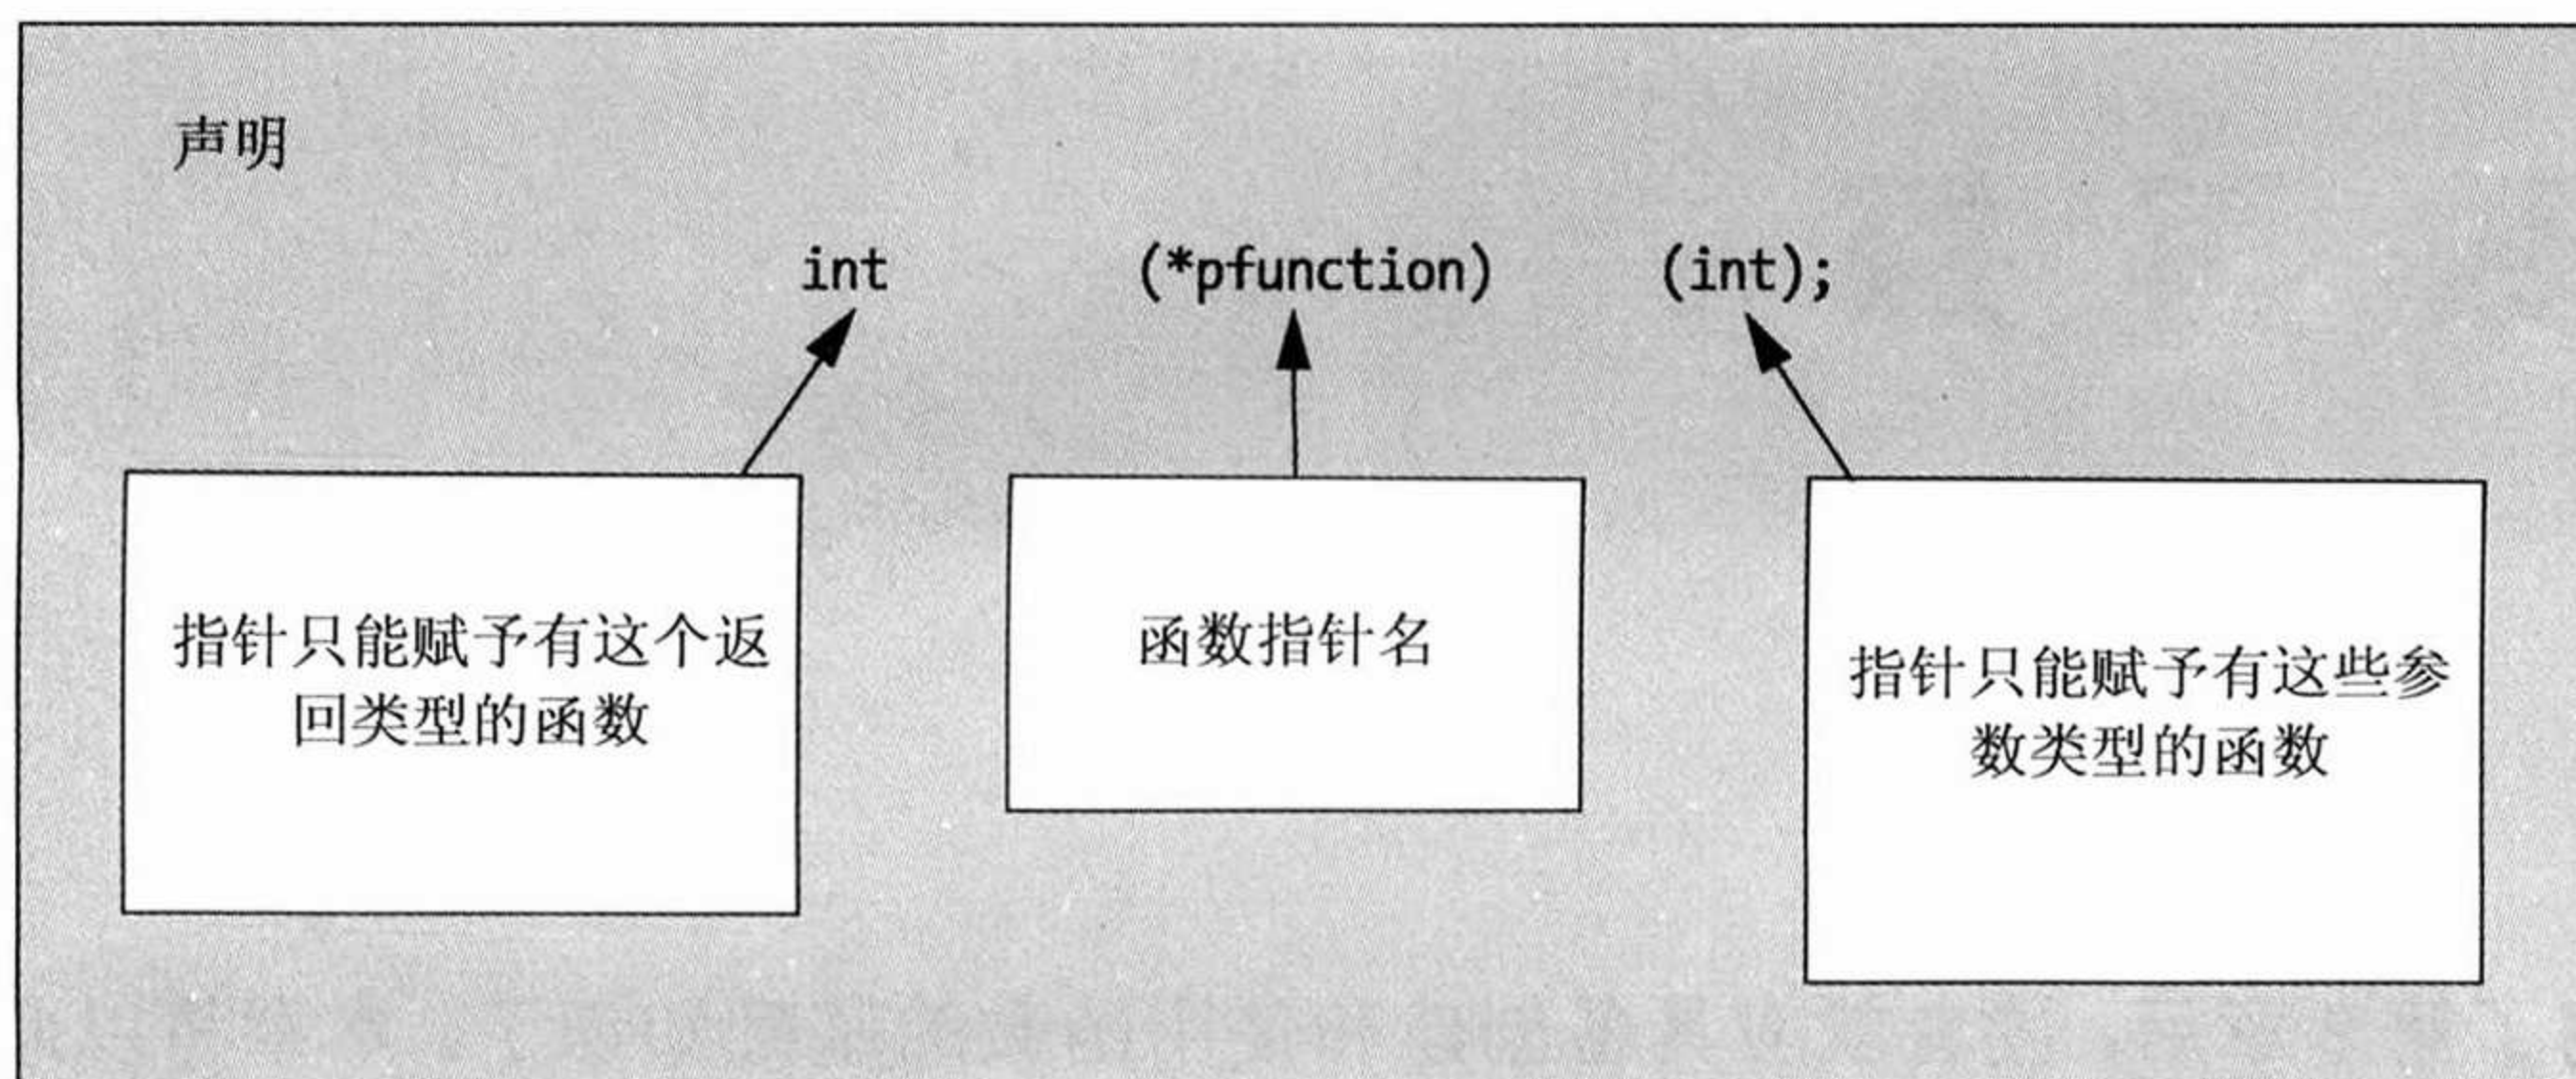 声明
int (*pfunction) (int);
指针只能赋予有这个返
回类型的函数
函数指针名
指针只能赋予有这些参
数类型的函数